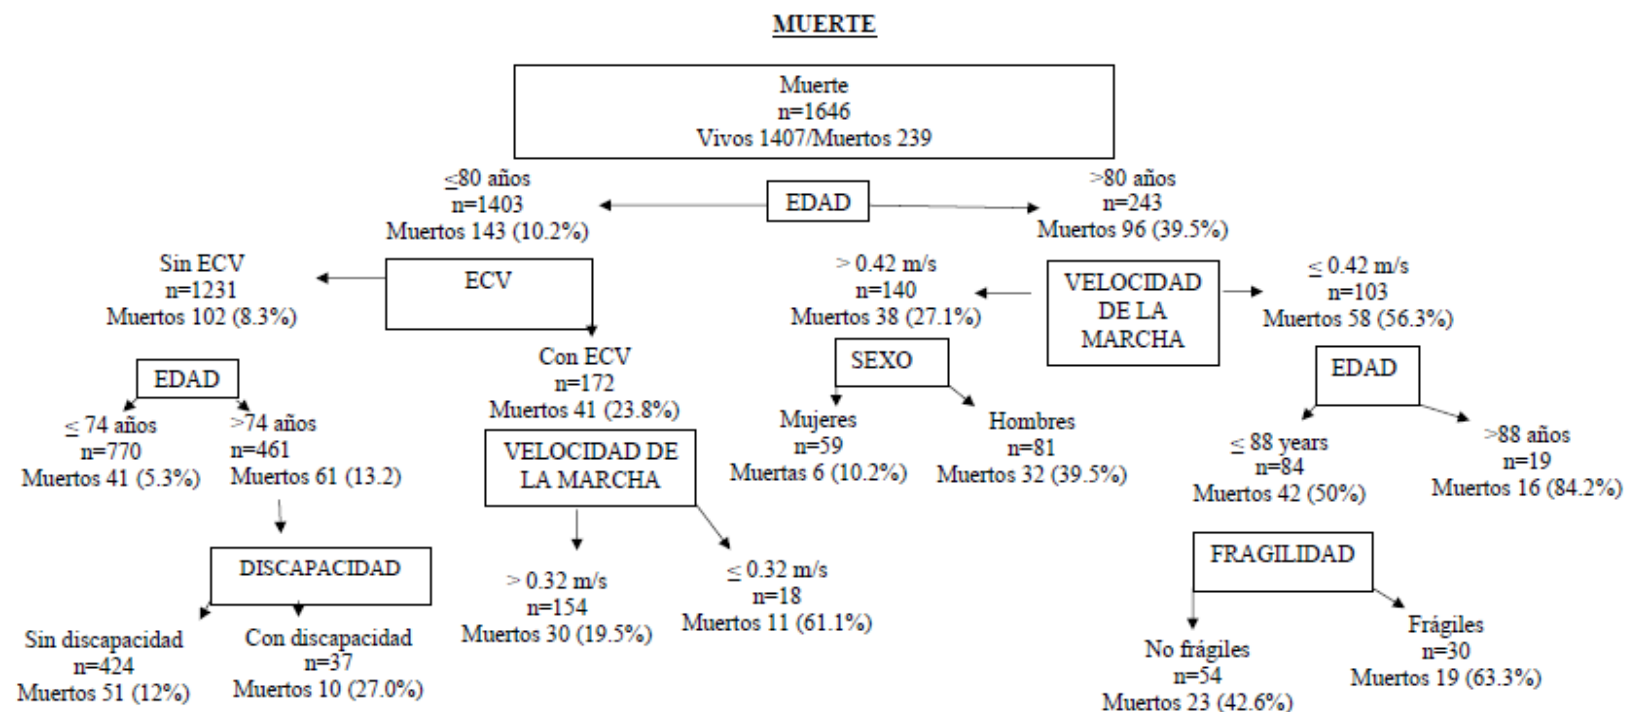 MUERTE
Muerte
n=1646
Vivos 1407/Muertos 239
≤80 años
n=1403
Muertos 143 (10.2%)
EDAD
>80 años
n=243
Muertos 96 (39.5%)
Sin ECV
n=1231
Muertos 102 (8.3%)
ECV
> 0.42 m/s
n=140
Muertos 38 (27.1%)
VELOCIDAD
DE LA
MARCHA
≤ 0.42 m/s
n=103
Muertos 58 (56.3%)
EDAD
Con ECV
n=172
Muertos 41 (23.8%)
SEXO
EDAD
≤ 74 años
n=770
Muertos 41 (5.3%)
>74 años
n=461
Muertos 61 (13.2)
VELOCIDAD DE
LA MARCHA
Mujeres
n=59
Muertas 6 (10.2%)
Hombres
n=81
Muertos 32 (39.5%)
≤ 88 years
n=84
Muertos 42 (50%)
>88 años
n=19
Muertos 16 (84.2%)
DISCAPACIDAD
> 0.32 m/s
n=154
Muertos 30 (19.5%)
≤ 0.32 m/s
n=18
Muertos 11 (61.1%)
FRAGILIDAD
Sin discapacidad
n=424
Muertos 51 (12%)
Con discapacidad
n=37
Muertos 10 (27.0%)
No frágiles
n=54
Muertos 23 (42.6%)
Frágiles
n=30
Muertos 19 (63.3%)